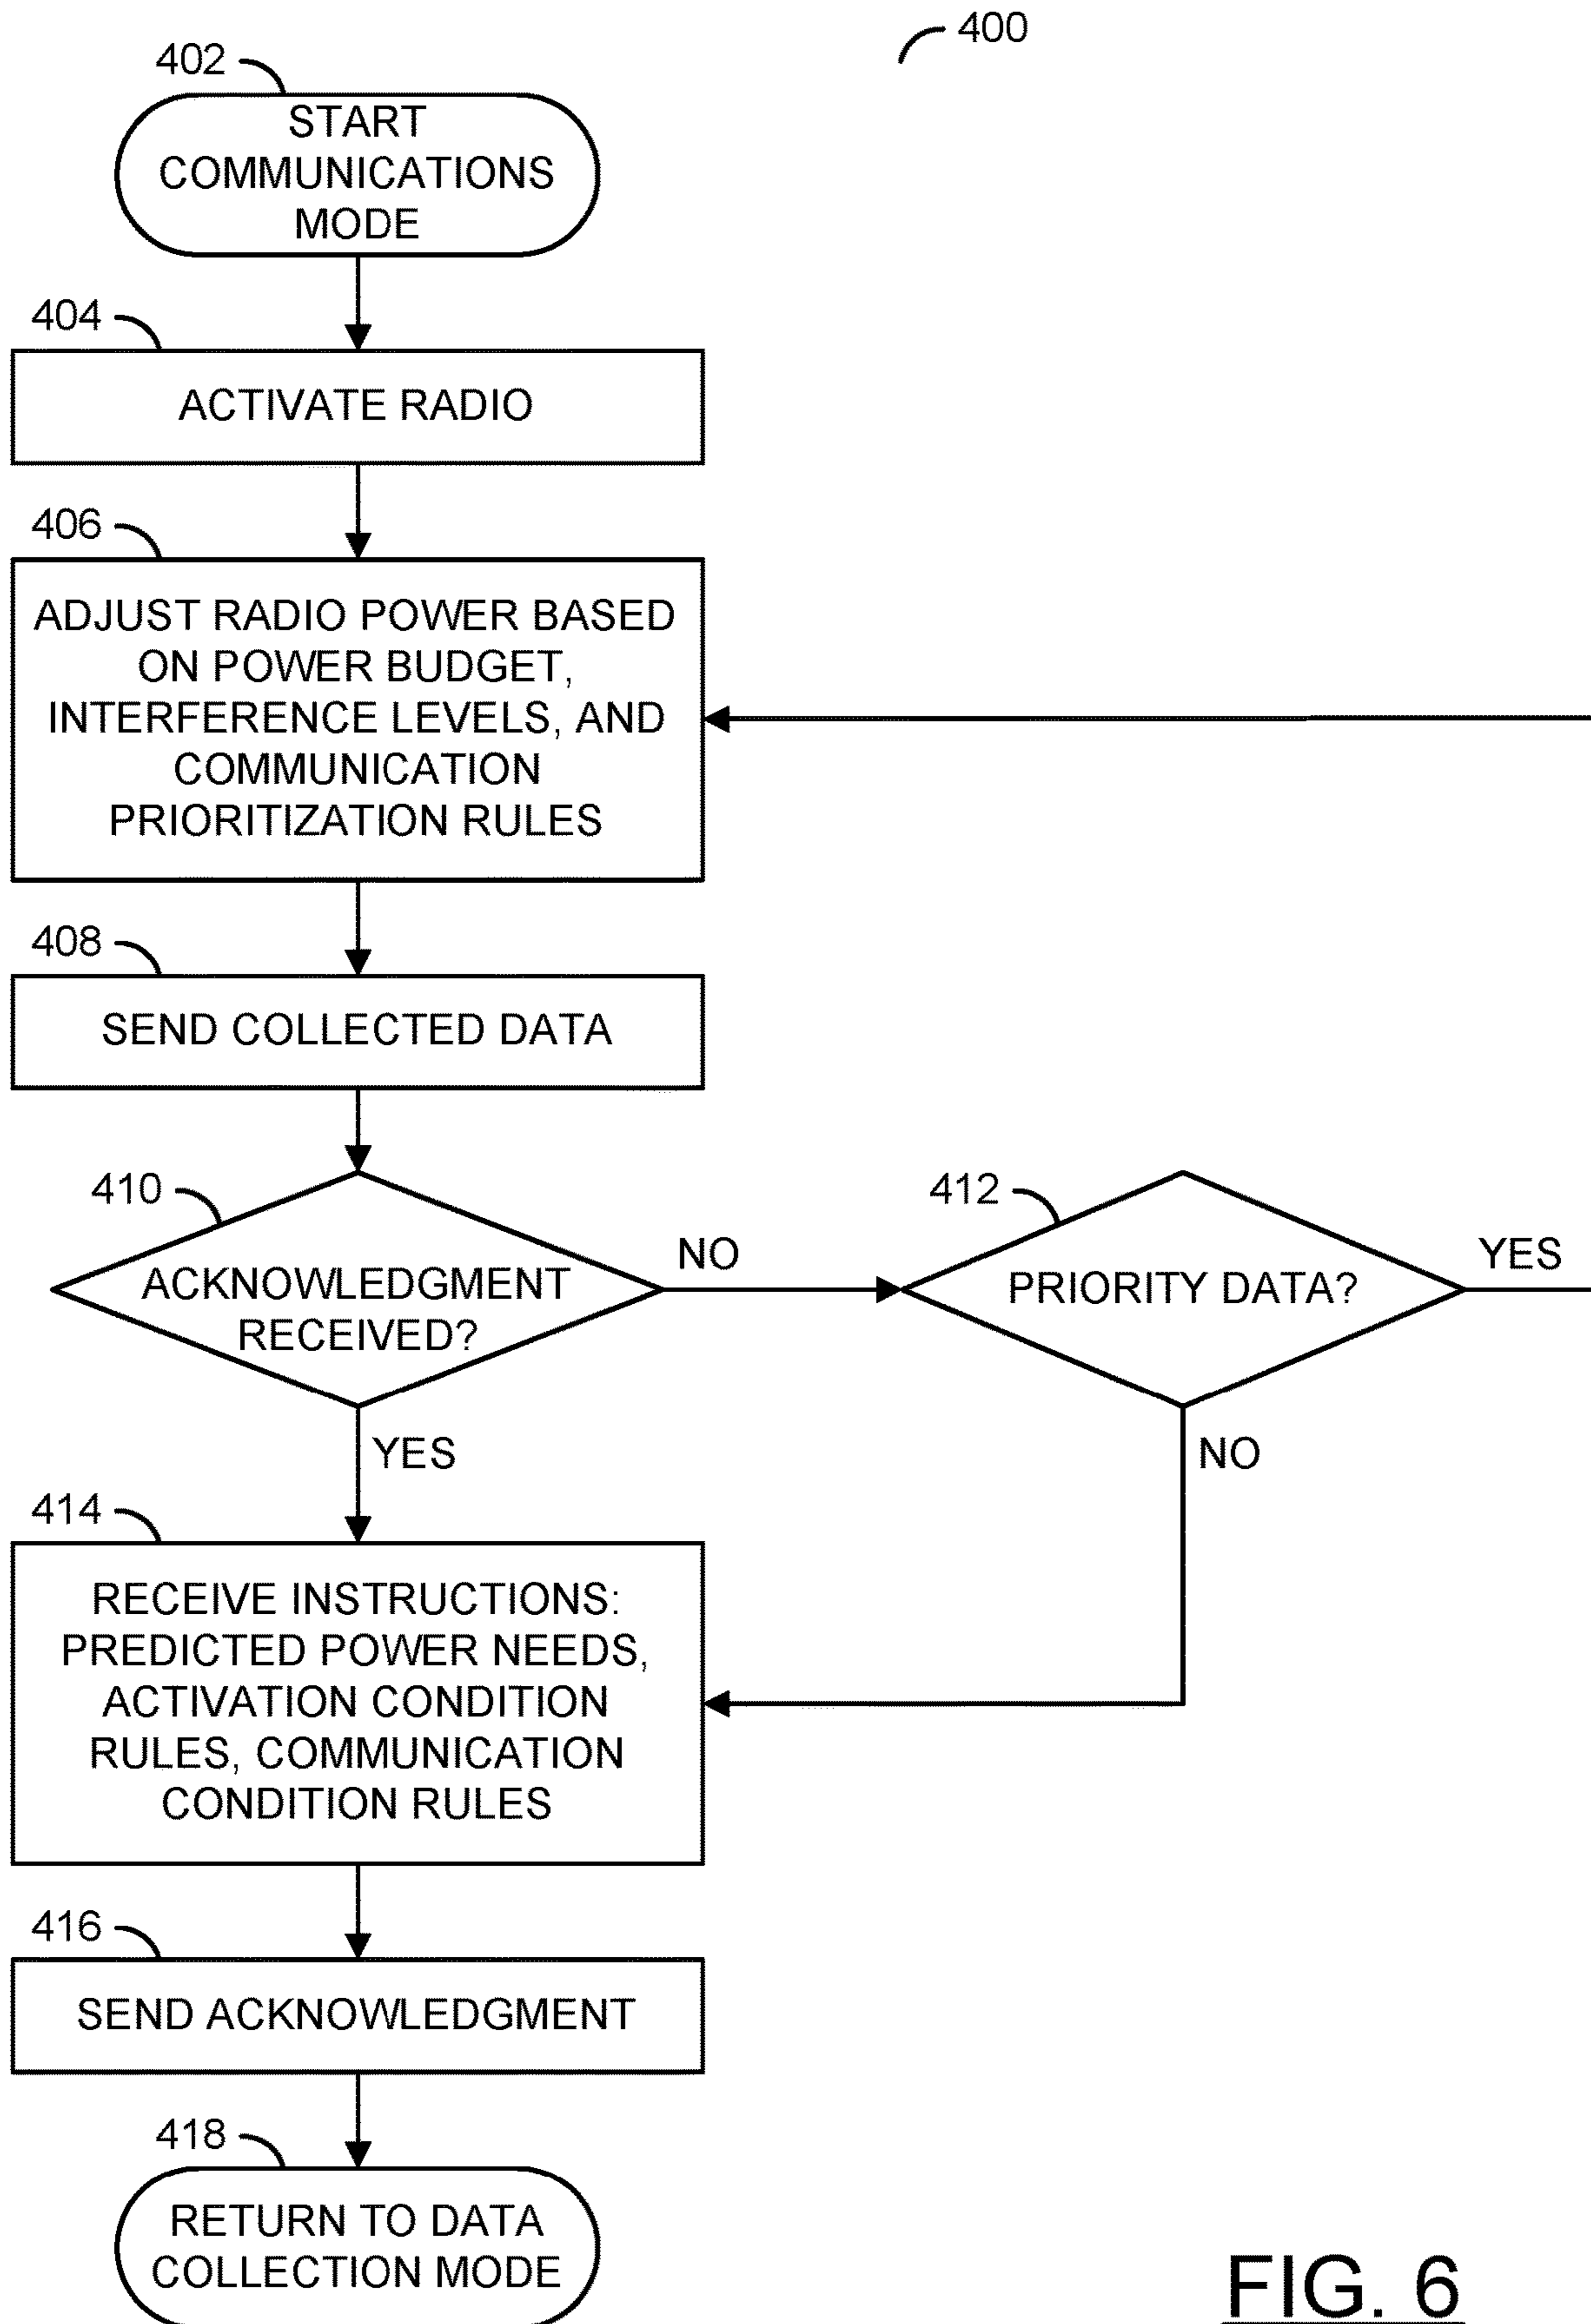 400
402
START
COMMUNICATIONS
MODE
404
ACTIVATE RADIO
406
ADJUST RADIO POWER BASED
ON POWER BUDGET,
INTERFERENCE LEVELS, AND
COMMUNICATION
PRIORITIZATION RULES
408
SEND COLLECTED DATA
410
ACKNOWLEDGMENT
RECEIVED?
NO
412
PRIORITY DATA?
YES
YES
NO
414
RECEIVE INSTRUCTIONS:
PREDICTED POWER NEEDS,
ACTIVATION CONDITION
RULES, COMMUNICATION
CONDITION RULES
416
SEND ACKNOWLEDGMENT
418
RETURN TO DATA
COLLECTION MODE
FIG. 6